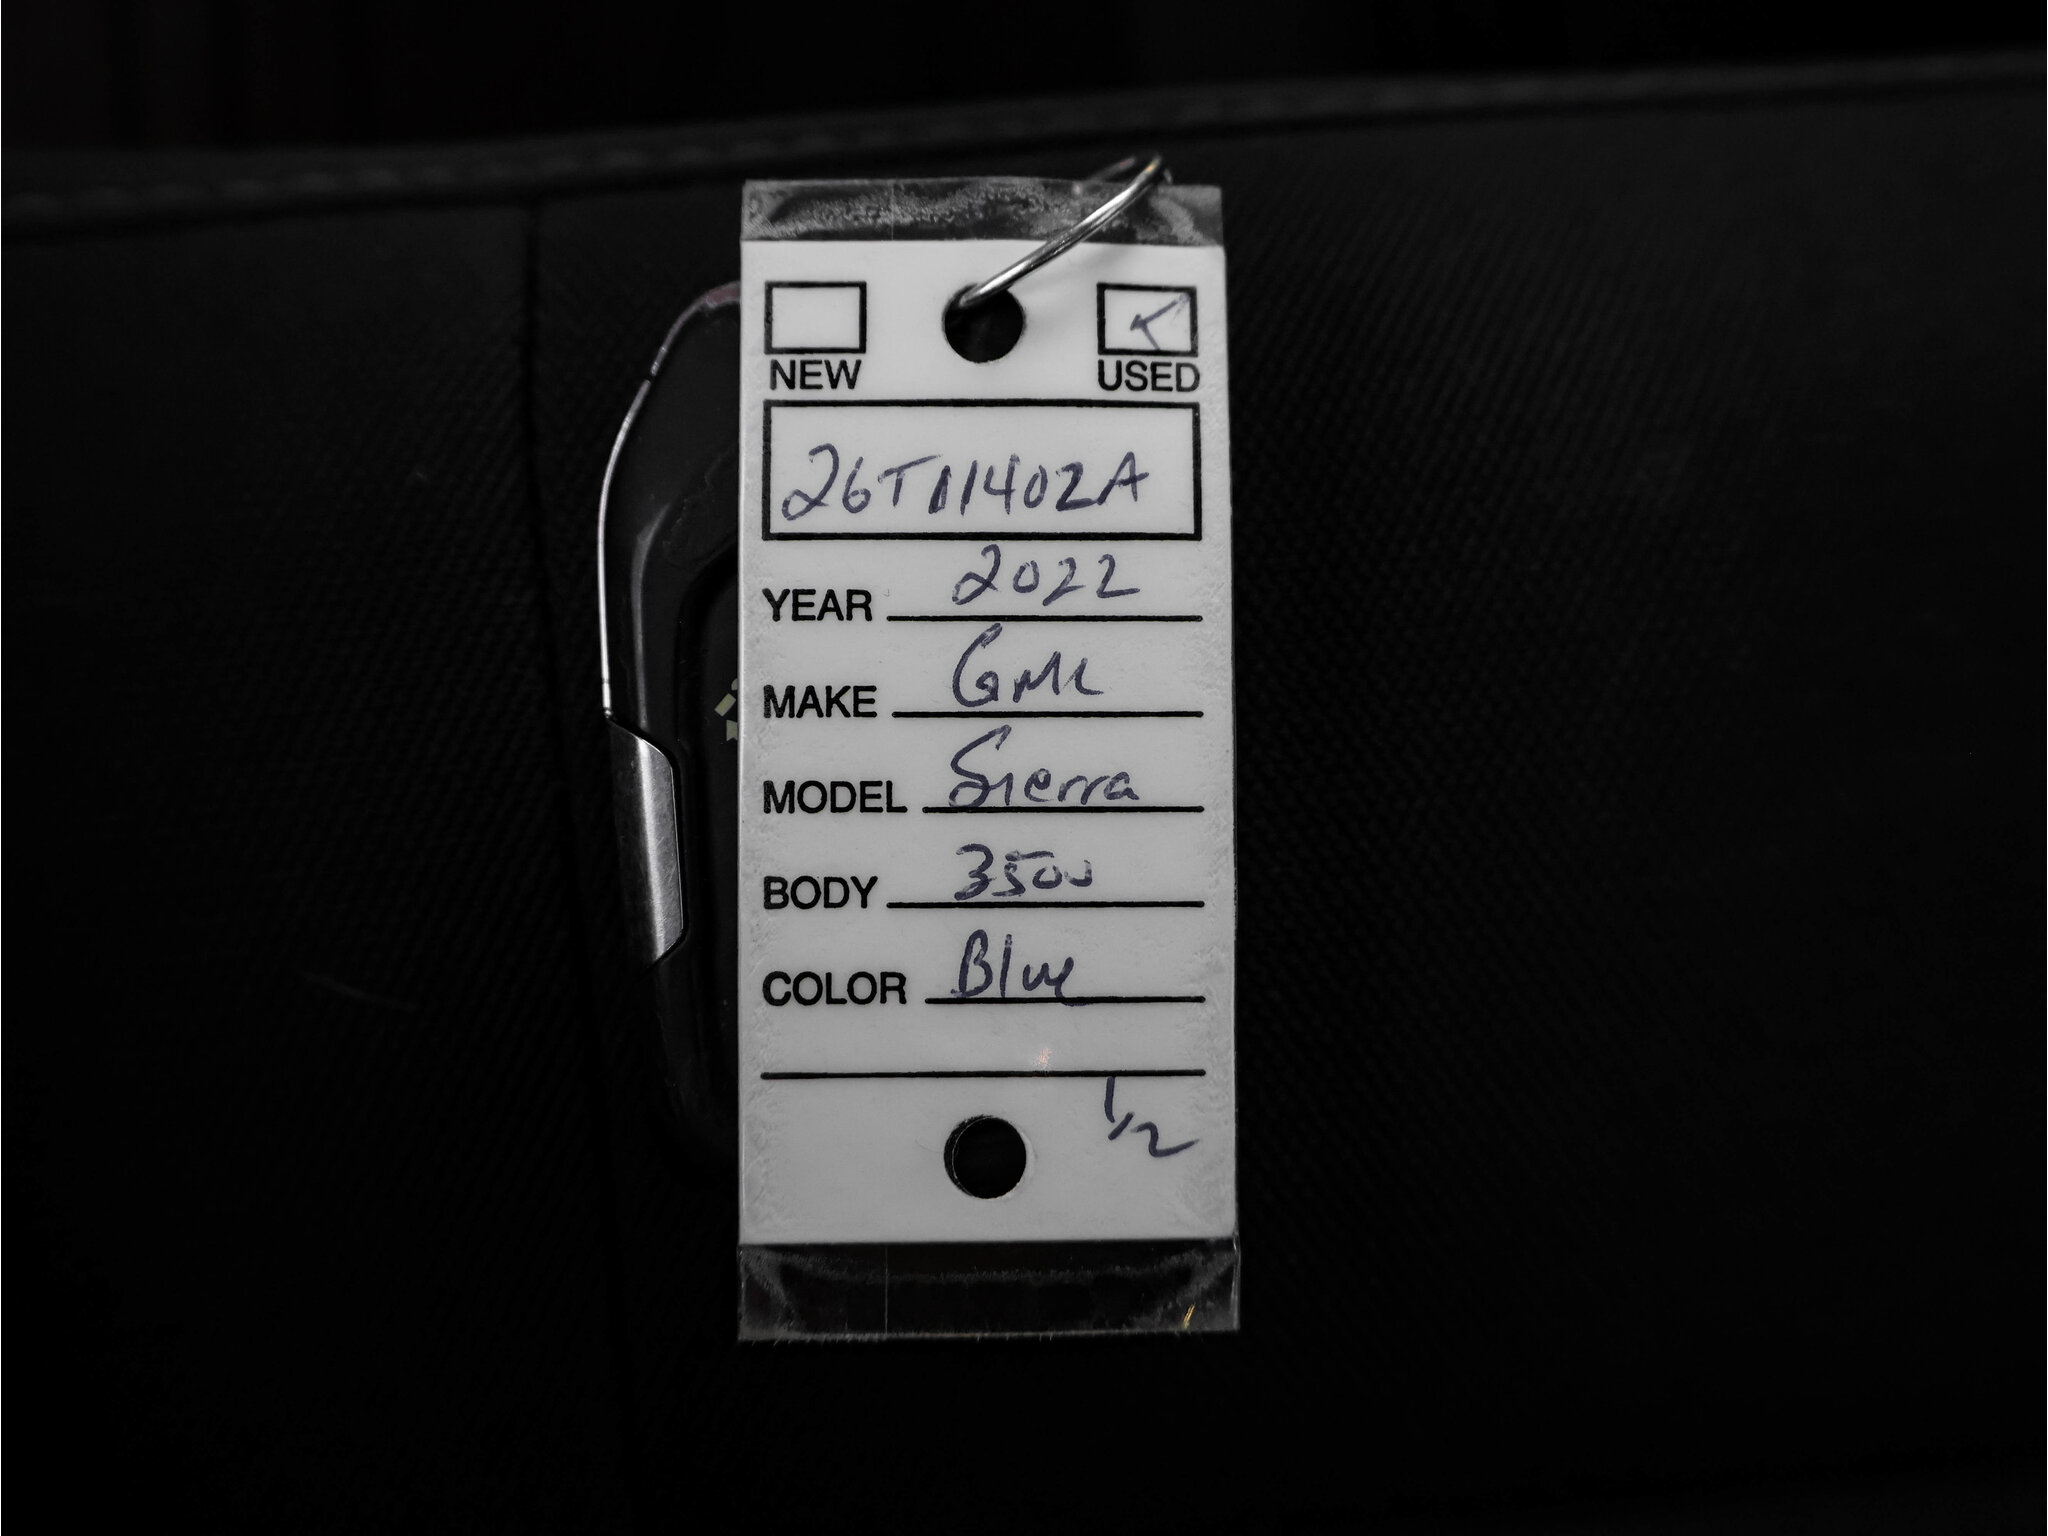 NEW USED
26T11402A
YEAR 2022
MAKE GMC
MODEL Sierra
BODY 3500
COLOR Blue
1/2